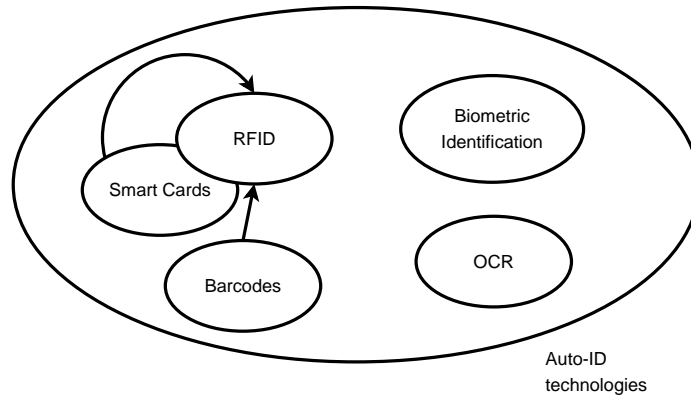 RFID
Biometric
Identification
Smart Cards
Barcodes
OCR
Auto-ID
technologies